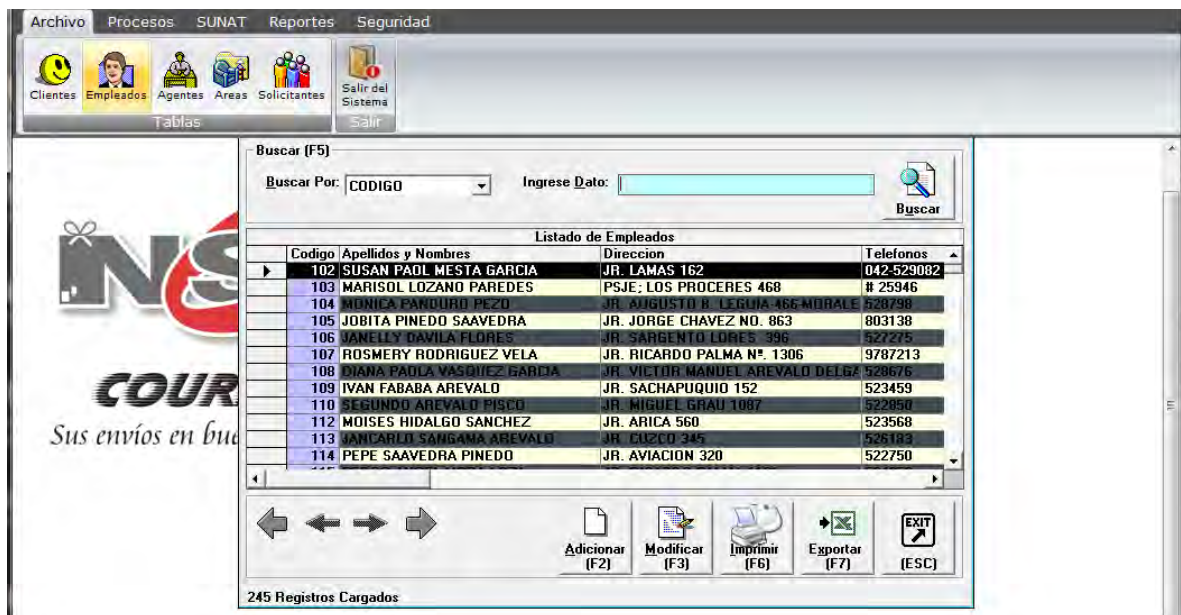 Archivo Procesos SUNAT Reportes Seguridad
Clientes Empleados Agentes Areas Solicitantes Salir del Sistema
Tablas Salir
Buscar (F5)
Buscar Por: CODIGO Ingrese Dato: Buscar
Listado de Empleados
Codigo Apellidos y Nombres Direccion Telefonos
102 SUSAN PAOL MESTA GARCIA JR. LAMAS 162 042-529082
103 MARISOL LOZANO PAREDES PSJE; LOS PROCERES 468 # 25946
104 MONICA PANDURO PEZO JR. AUGUSTO B. LEGUIA 466-MORALE 528798
105 JOBITA PINEDO SAAVEDRA JR. JORGE CHAVEZ NO. 863 803138
106 JANELLY DAVILA FLORES JR. SARGENTO LORES 396 527275
107 ROSMERY RODRIGUEZ VELA JR. RICARDO PALMA Nº. 1306 9787213
108 DIANA PAOLA VASQUEZ GARCIA JR. VICTOR MANUEL AREVALO DELGA 528676
109 IVAN FABABA AREVALO JR. SACHAPUQUIO 152 523459
110 SEGUNDO AREVALO PISCO JR. MIGUEL GRAU 1087 522850
112 MOISES HIDALGO SANCHEZ JR. ARICA 560 523568
113 JANCARLO SANGAMA AREVALO JR. CUZCO 345 526183
114 PEPE SAAVEDRA PINEDO JR. AVIACION 320 522750
INS
COUR
Sus envíos en bue
Adicionar (F2) Modificar (F3) Imprimir (F6) Exportar (F7) EXIT (ESC)
245 Registros Cargados